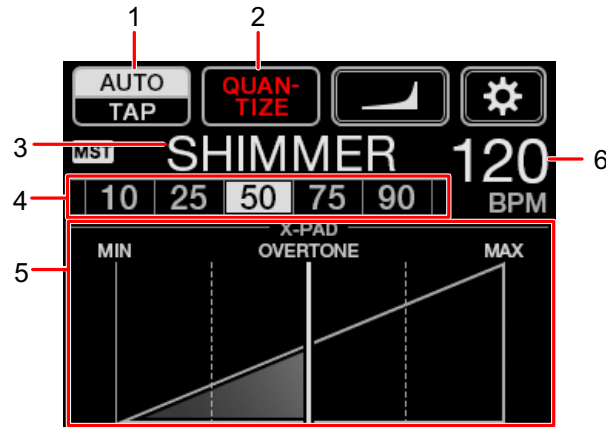 1 2
AUTO
TAP
QUAN-
TIZE
3
MST SHIMMER 120
6
4
10 25 50 75 90
BPM
5
X-PAD
MIN OVERTONE MAX